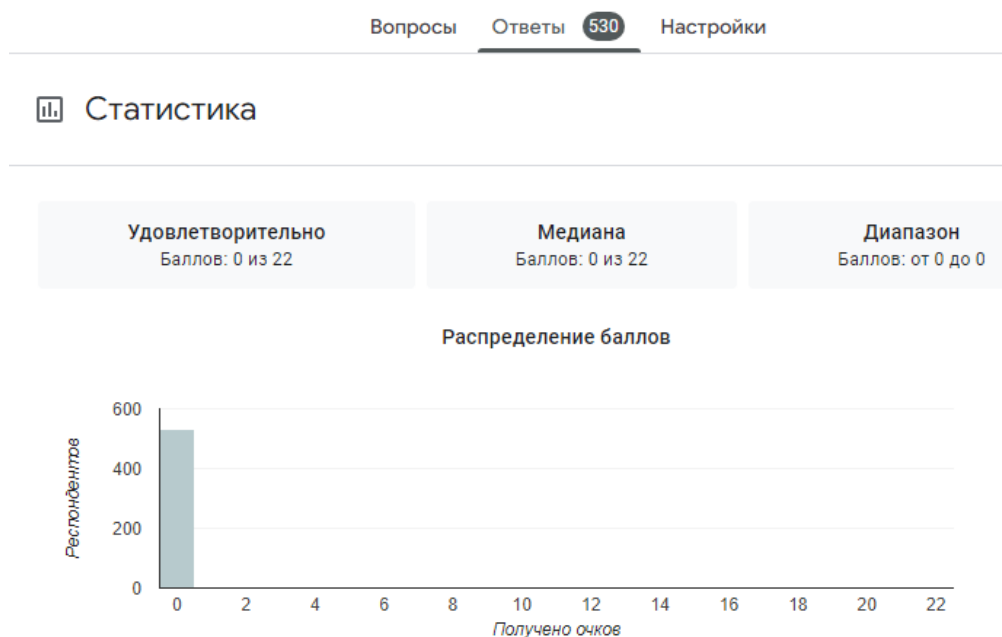 Вопросы Ответы 530 Настройки
Статистика
Удовлетворительно Медиана Диапазон
Баллов: 0 из 22 Баллов: 0 из 22 Баллов: от 0 до 0
Распределение баллов
600
400
200
0
Респондентов
0 2 4 6 8 10 12 14 16 18 20 22
Получено очков